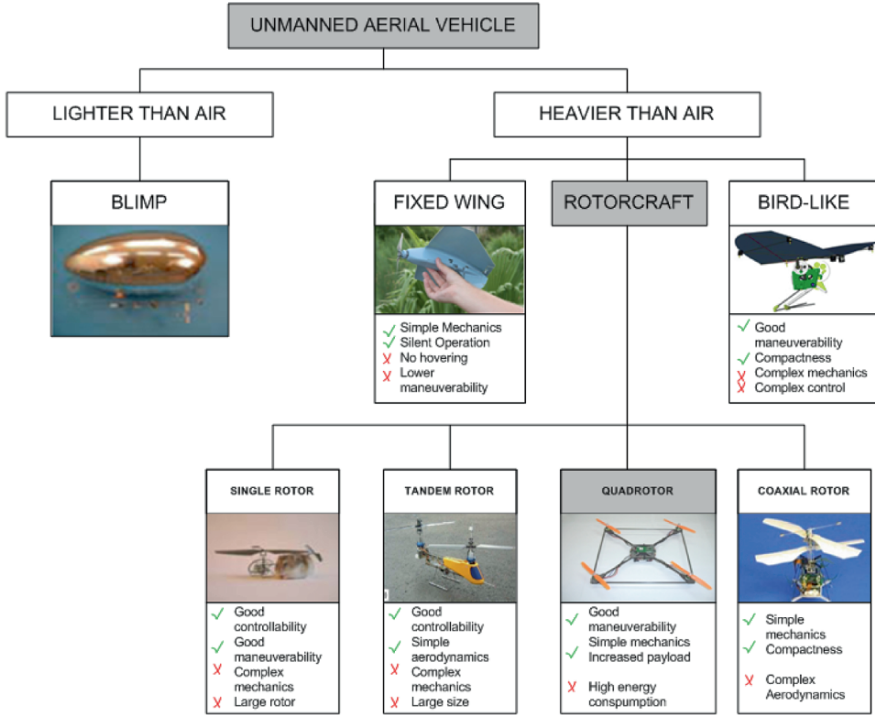 UNMANNED AERIAL VEHICLE
LIGHTER THAN AIR
HEAVIER THAN AIR
BLIMP
FIXED WING
Simple Mechanics
Silent Operation
No hovering
Lower
maneuverability
ROTORCRAFT
BIRD-LIKE
Good
maneuverability
Compactness
Complex mechanics
Complex control
SINGLE ROTOR
Good
controllability
Good
maneuverability
Complex
mechanics
Large rotor
TANDEM ROTOR
Good
controllability
Simple
aerodynamics
Complex
mechanics
Large size
QUADROTOR
Good
maneuverability
Simple mechanics
Increased payload
High energy
conspumption
COAXIAL ROTOR
Simple
mechanics
Compactness
Complex
Aerodynamics